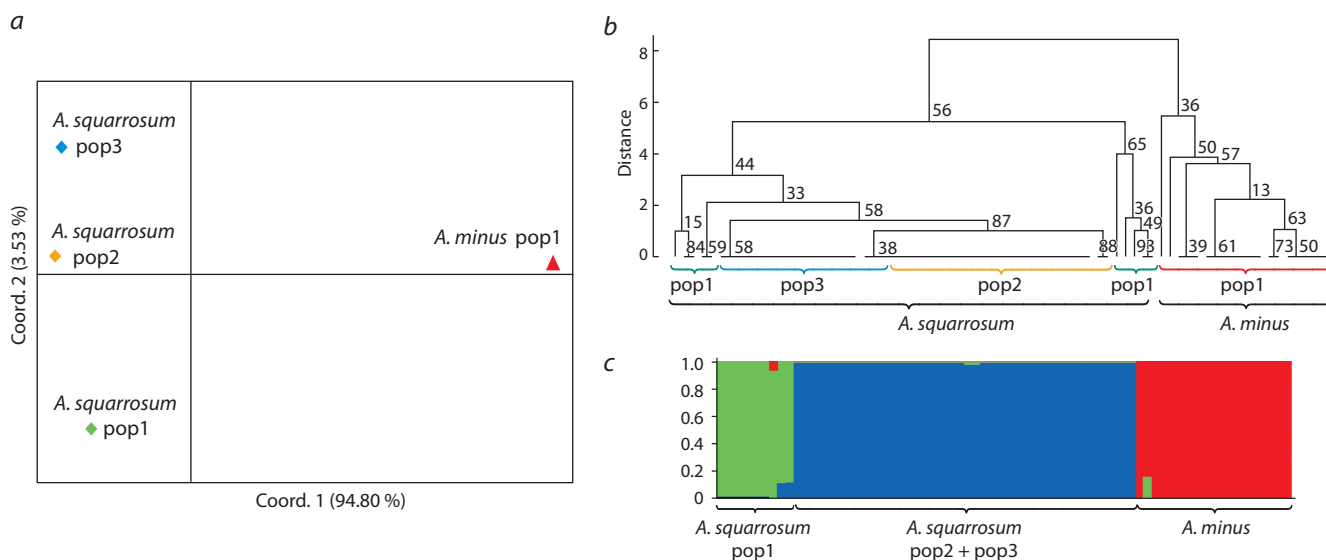 a
A. squarrosum
pop3
A. squarrosum
pop2
A. minus pop1
A. squarrosum
pop1
Coord. 2 (3.53 %)
Coord. 1 (94.80 %)
b
Distance
8
6
4
2
0
56
36
65
50
57
44
33
13
15
58
87
36
49
63
84
59
58
38
88
93
39
61
73
50
pop1 pop3 pop2 pop1 pop1
A. squarrosum A. minus
c
1.0
0.8
0.6
0.4
0.2
0
A. squarrosum A. squarrosum A. minus
pop1 pop2 + pop3